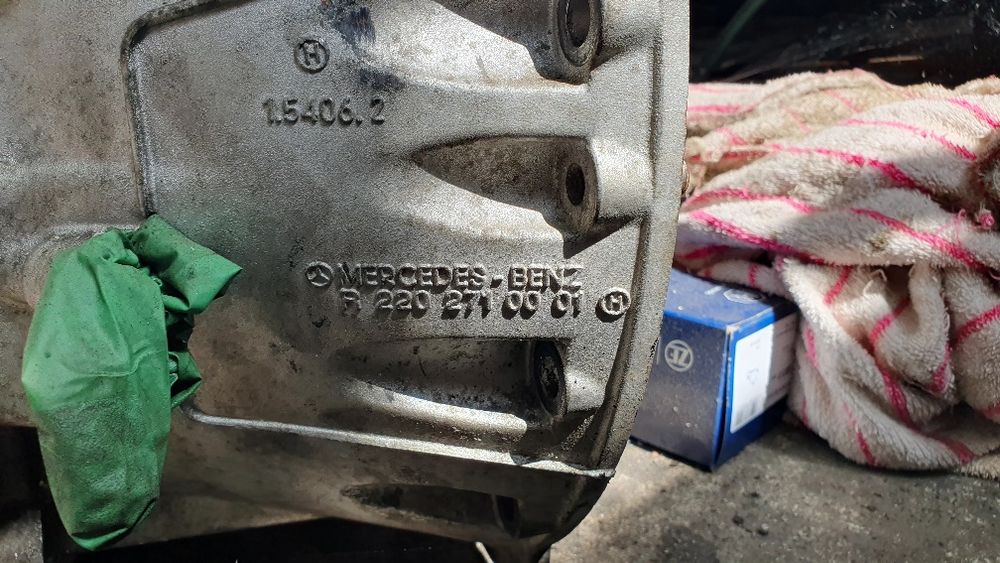 H
1.5406.2
MERCEDES-BENZ
R 220 271 00 01 H